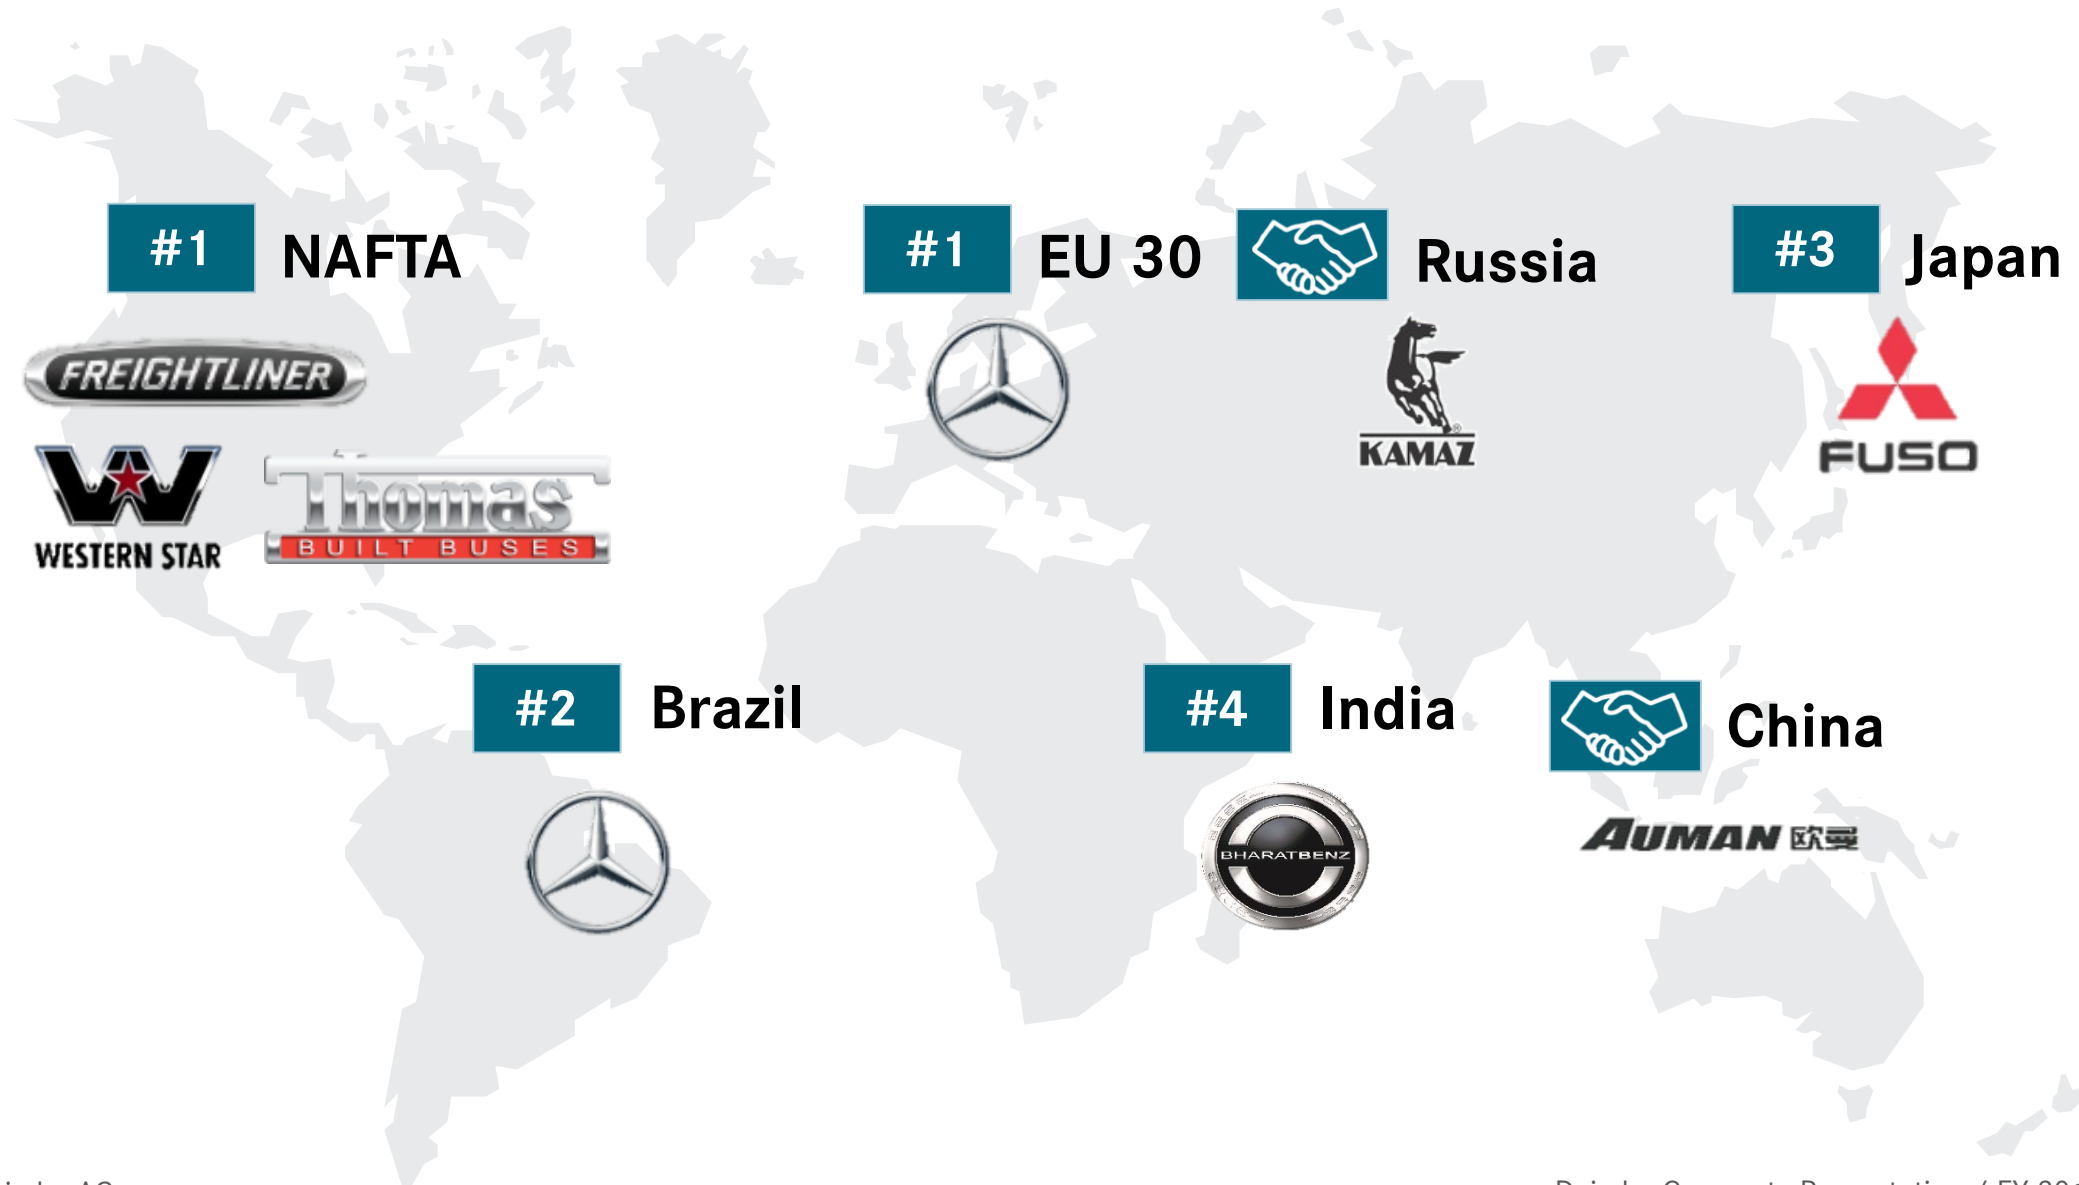 #1 NAFTA
FREIGHTLINER
WESTERN STAR
Thomas
BUILT BUSES
#1 EU 30
Russia
®
KAMAZ
#3 Japan
FUSO
#2 Brazil
#4 India
BHARATBENZ
China
AUMAN 欧曼